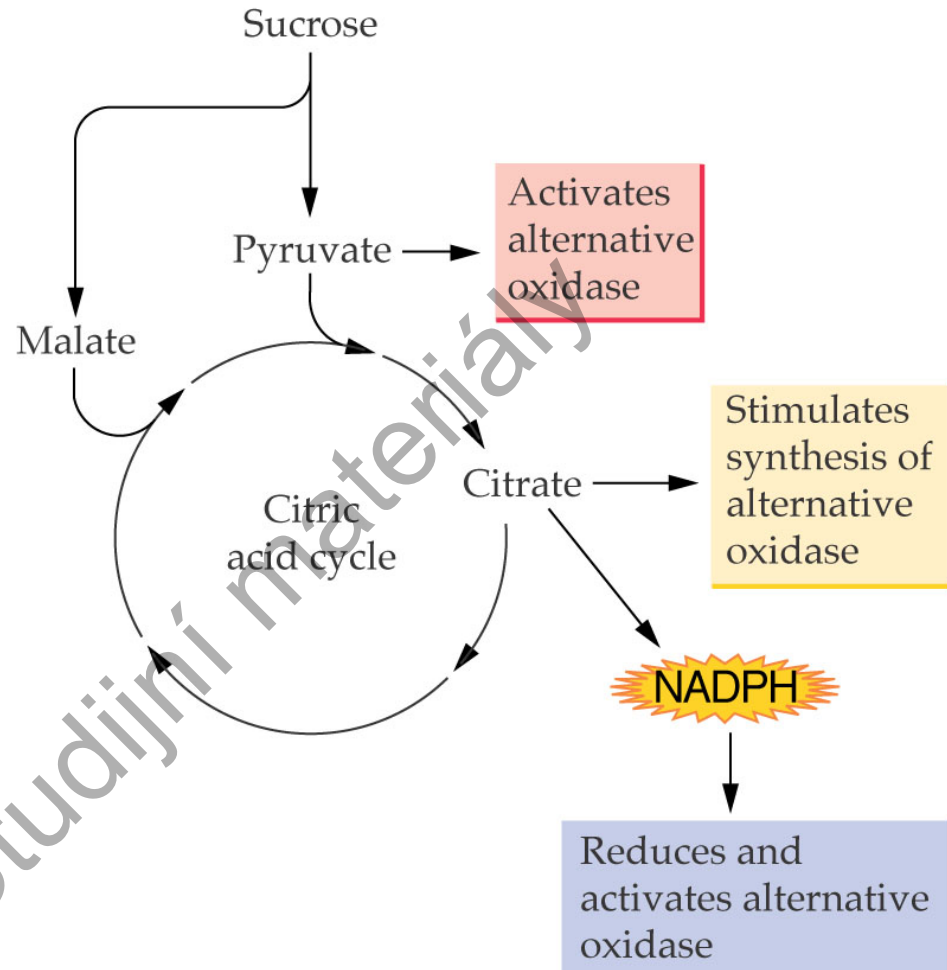 Sucrose
Activates
alternative
oxidase
Pyruvate
Malate
Stimulates
synthesis of
alternative
oxidase
Citrate
Citric
acid cycle
NADPH
Reduces and
activates alternative
oxidase
studijní materiály